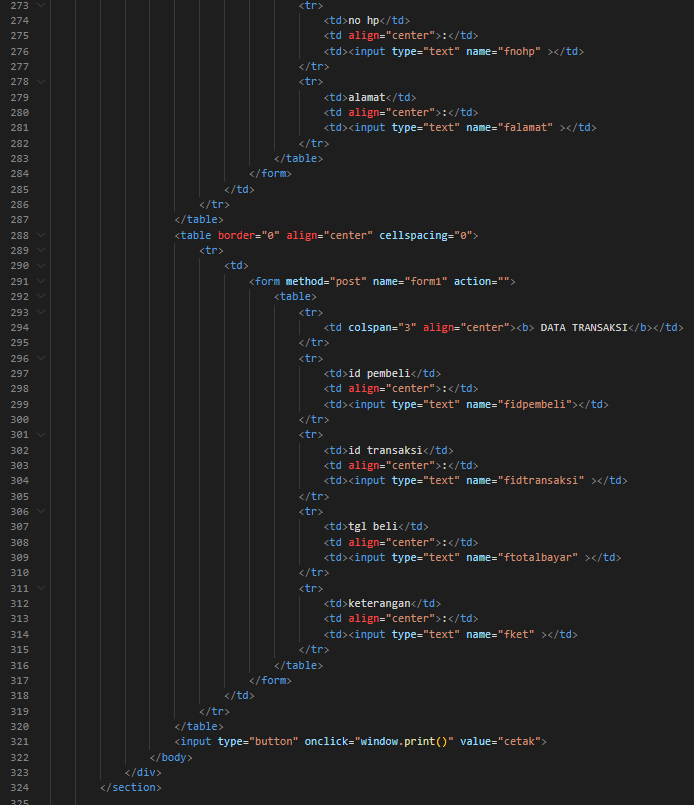 273 <tr>
274 <td>no hp</td>
275 <td align="center">:</td>
276 <td><input type="text" name="fnohp" ></td>
277 </tr>
278 <tr>
279 <td>alamat</td>
280 <td align="center">:</td>
281 <td><input type="text" name="falamat" ></td>
282 </tr>
283 </table>
284 </form>
285 </td>
286 </tr>
287 </table>
288 <table border="0" align="center" cellspacing="0">
289 <tr>
290 <td>
291 <form method="post" name="form1" action="">
292 <table>
293 <tr>
294 <td colspan="3" align="center"><b> DATA TRANSAKSI</b></td>
295 </tr>
296 <tr>
297 <td>id pembeli</td>
298 <td align="center">:</td>
299 <td><input type="text" name="fidpembeli"></td>
300 </tr>
301 <tr>
302 <td>id transaksi</td>
303 <td align="center">:</td>
304 <td><input type="text" name="fidtransaksi" ></td>
305 </tr>
306 <tr>
307 <td>tgl beli</td>
308 <td align="center">:</td>
309 <td><input type="text" name="ftotalbayar" ></td>
310 </tr>
311 <tr>
312 <td>keterangan</td>
313 <td align="center">:</td>
314 <td><input type="text" name="fket" ></td>
315 </tr>
316 </table>
317 </form>
318 </td>
319 </tr>
320 </table>
321 <input type="button" onclick="window.print()" value="cetak">
322 </body>
323 </div>
324 </section>
325